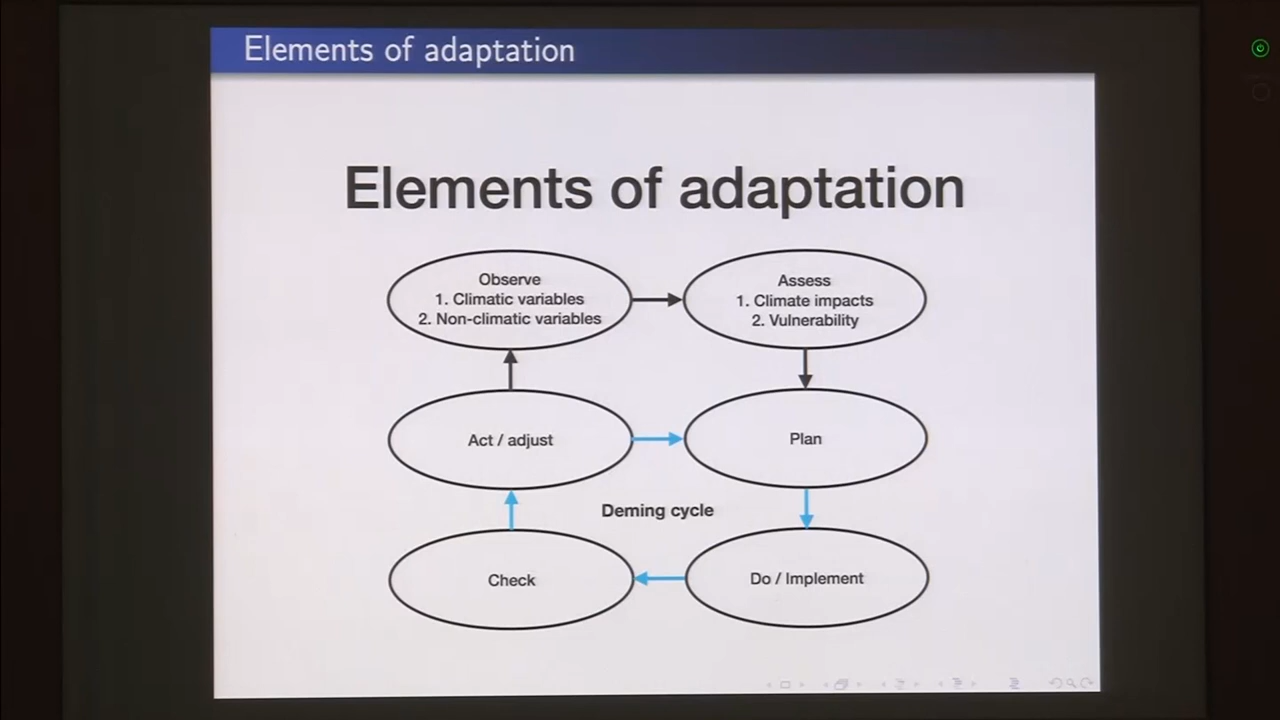 Elements of adaptation
Elements of adaptation
Observe
1. Climatic variables
2. Non-climatic variables
Assess
1. Climate impacts
2. Vulnerability
Act / adjust
Plan
Deming cycle
Check
Do / Implement